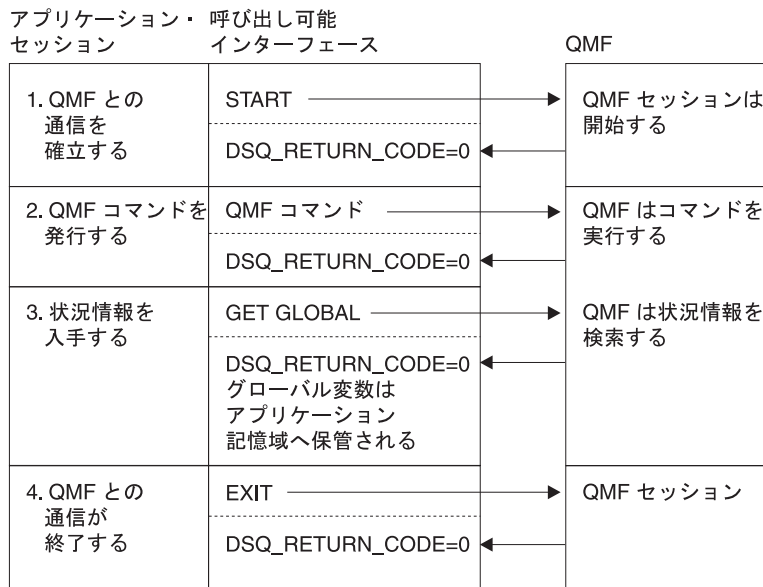 アプリケーション・ 呼び出し可能
セッション インターフェース QMF
1. QMF との
通信を
確立する
START
DSQ_RETURN_CODE=0
QMF セッションは
開始する
2. QMF コマンドを
発行する
QMF コマンド
DSQ_RETURN_CODE=0
QMF はコマンドを
実行する
3. 状況情報を
入手する
GET GLOBAL
DSQ_RETURN_CODE=0
グローバル変数は
アプリケーション
記憶域へ保管される
QMF は状況情報を
検索する
4. QMF との
通信が
終了する
EXIT
DSQ_RETURN_CODE=0
QMF セッション